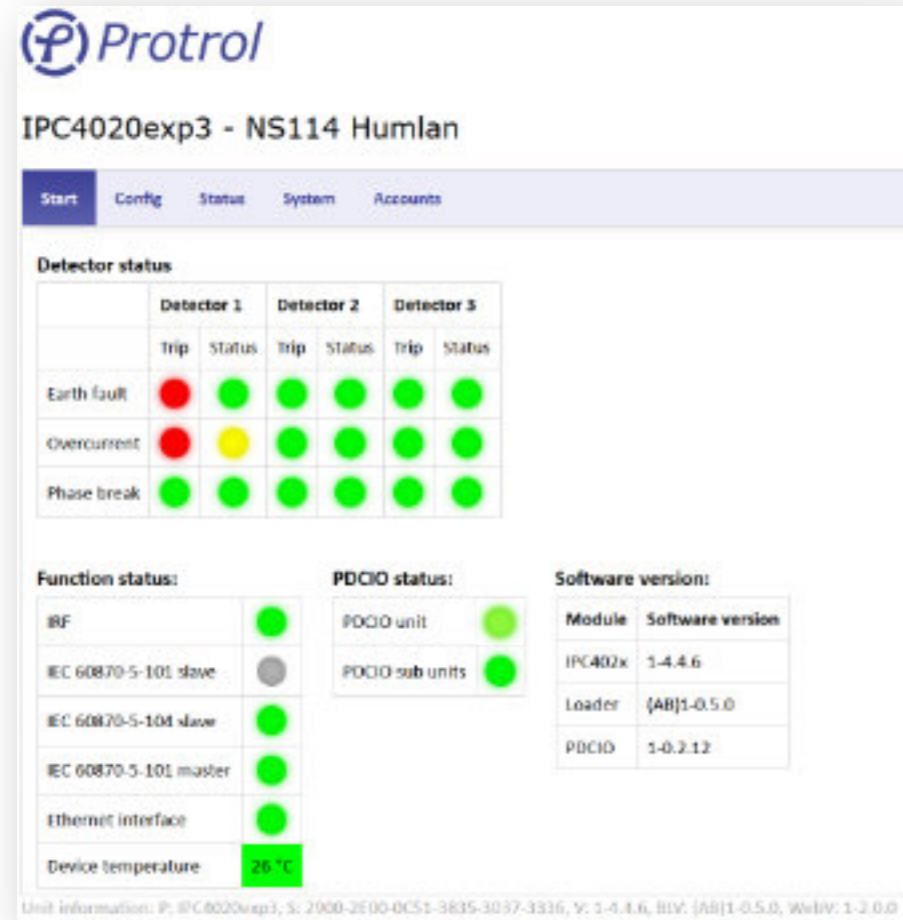 Protrol
IPC4020exp3 - NS114 Humlan
Start Config Status System Accounts
Detector status
Detector 1 Detector 2 Detector 3
Trip Status Trip Status Trip Status
Earth fault
Overcurrent
Phase break
Function status: PDCIO status: Software version:
IRF PDCIO unit Module Software version
IEC 60870-5-101 slave PDCIO sub units IPC402x 1-4.4.6
IEC 60870-5-104 slave Loader (AB)1-0.5.0
IEC 60870-5-101 master PDCIO 1-0.2.12
Ethernet interface
Device temperature 26 °C
Unit information: P: IPC4020exp3, S: 2900-2E00-0C51-3835-3037-3336, V: 1-4.4.6, BLV: (AB)1-0.5.0, WebV: 1-2.0.0